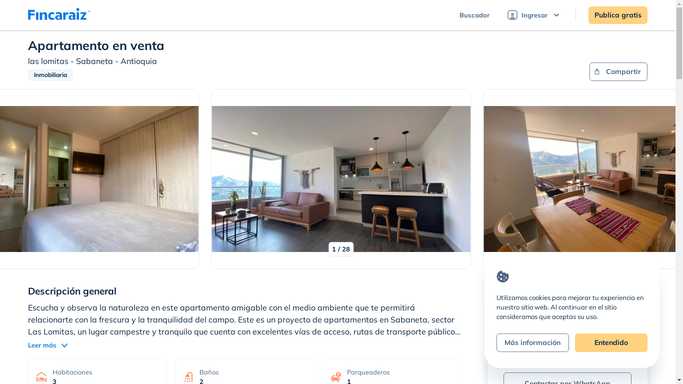 Fincaraiz
Buscador
Ingresar
Publica gratis
Apartamento en venta
las lomitas - Sabaneta - Antioquia
Inmobiliaria
Compartir
1 / 28
Descripción general
Escucha y observa la naturaleza en este apartamento amigable con el medio ambiente que te permitirá
relacionarte con la frescura y la tranquilidad del campo. Este es un proyecto de apartamentos en Sabaneta, sector
Las Lomitas, un lugar campestre y tranquilo que cuenta con excelentes vías de acceso, rutas de transporte público...
Leer más
Habitaciones
3
Baños
2
Parqueaderos
1
Utilizamos cookies para mejorar tu experiencia en
nuestro sitio web. Al continuar en el sitio
consideramos que aceptas su uso.
Más información
Entendido
Contactar por WhatsApp